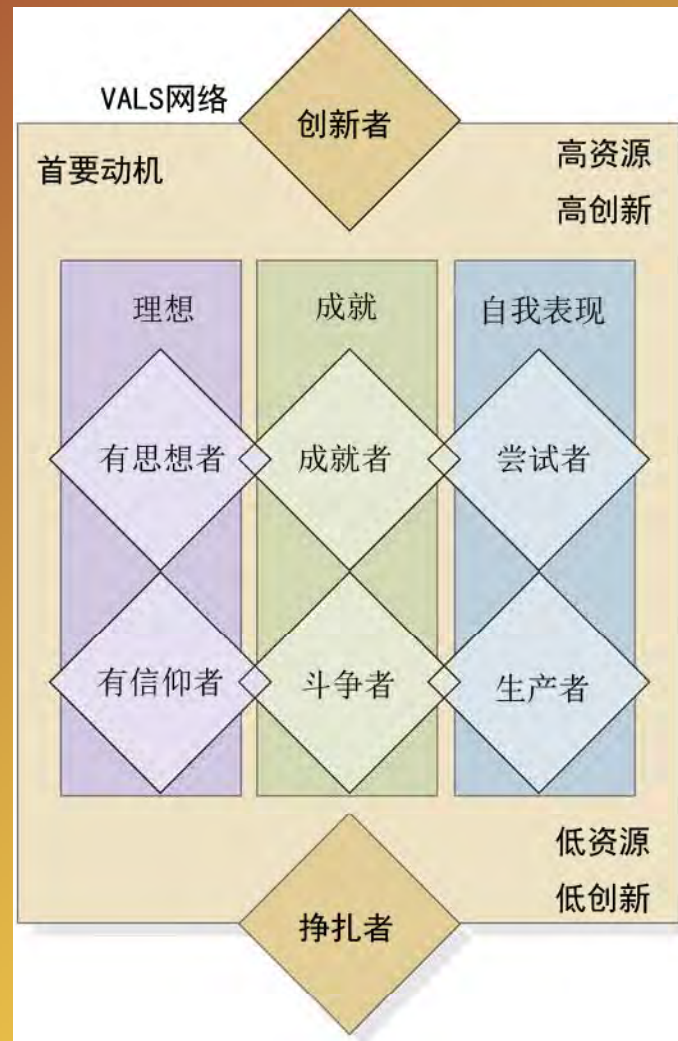 VALS网络
创新者
首要动机
高资源
高创新
理想
成就
自我表现
有思想者
成就者
尝试者
有信仰者
斗争者
生产者
低资源
低创新
挣扎者